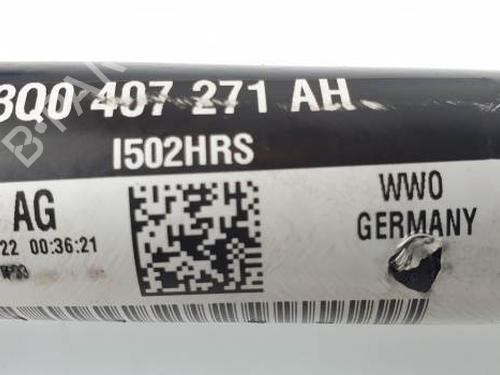 3Q0 407 271 AH
I502HRS
AG
22 00:36:21
WWO
GERMANY